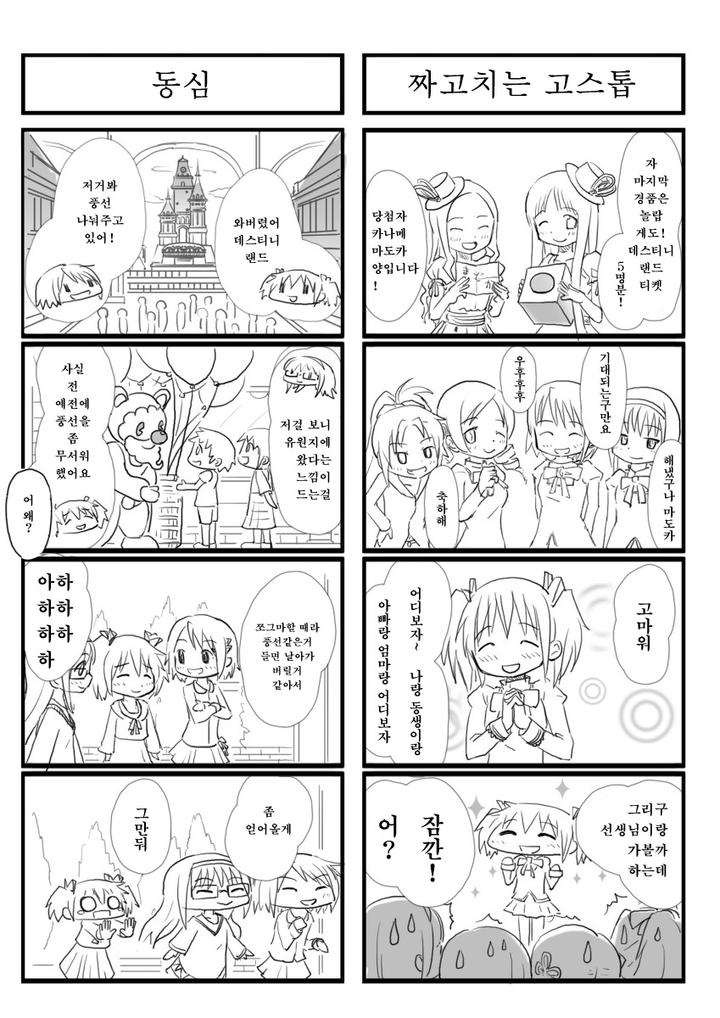 짜고치는 고스톱
자
마지막
경품은
놀랍
게도!
데스티니
랜드
티켓
5명분!
당첨자
카나메
마도카
양입니다
!
해냈구나 마도카
기대되는구만요
우후후후
축하해
고마워
어디보자~ 나랑 동생이랑
아빠랑 엄마랑 어디보자
그리구
선생님이랑
가볼까
하는데
잠깐!
어?
동심
와버렸어
데스티니
랜드
저거봐
풍선
나눠주고
있어!
저걸 보니
유원지에
왔다는
느낌이
드는걸
사실
전
예전에
풍선을
좀
무서워
했어요
어
왜?
쪼그마할 때라
풍선같은거
들면 날아가
버릴거
같아서
아하
하하
하하
하
좀
얻어올게
그만둬